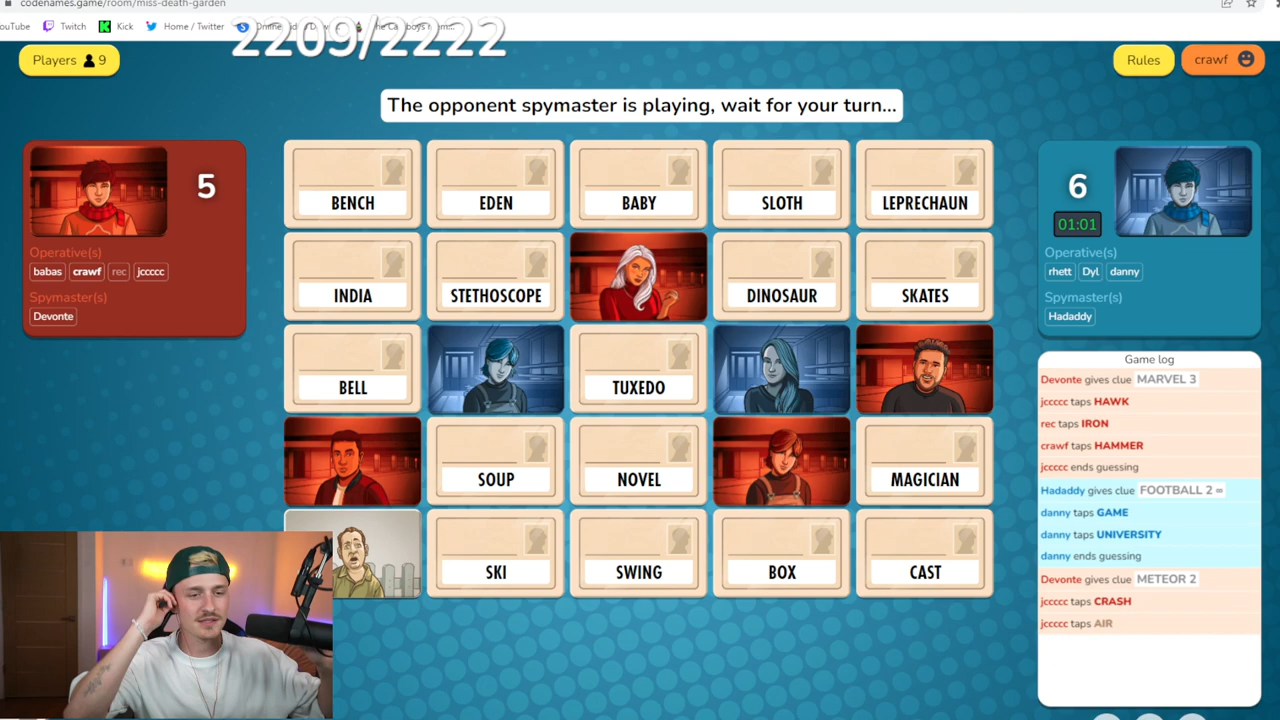 codenames.game/room/miss-death-garden
ouTube Twitch Kick Home / Twitter
2209/2222
Players 9
Rules
crawf
The opponent spymaster is playing, wait for your turn...
5
Operative(s)
babas crawf rec jccccc
Spymaster(s)
Devonte
BENCH EDEN BABY SLOTH LEPRECHAUN
INDIA STETHOSCOPE DINOSAUR SKATES
BELL TUXEDO
SOUP NOVEL MAGICIAN
SKI SWING BOX CAST
6
01:01
Operative(s)
rhett Dyl danny
Spymaster(s)
Hadaddy
Game log
Devonte gives clue MARVEL 3
jccccc taps HAWK
rec taps IRON
crawf taps HAMMER
jccccc ends guessing
Hadaddy gives clue FOOTBALL 2 ∞
danny taps GAME
danny taps UNIVERSITY
danny ends guessing
Devonte gives clue METEOR 2
jccccc taps CRASH
jccccc taps AIR